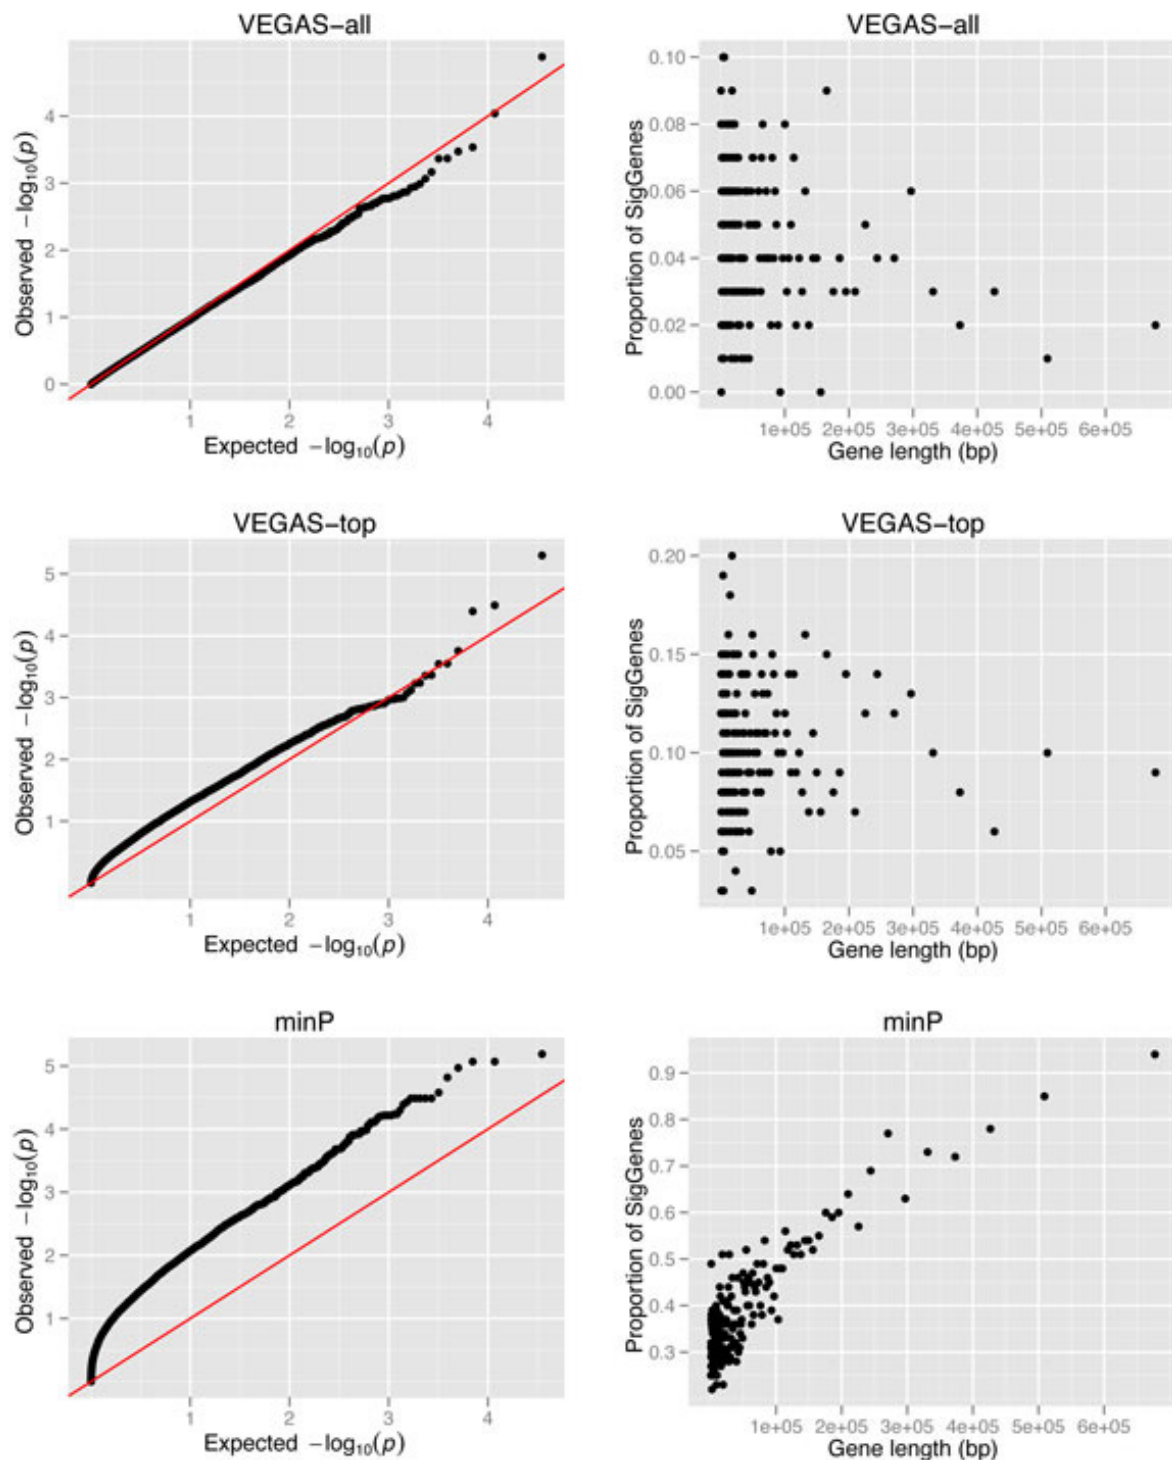 VEGAS-all
Observed −log₁₀(p)
4
3
2
1
0
1 2 3 4
Expected −log₁₀(p)
VEGAS-all
Proportion of SigGenes
0.10
0.08
0.06
0.04
0.02
0.00
1e+05 2e+05 3e+05 4e+05 5e+05 6e+05
Gene length (bp)
VEGAS-top
Observed −log₁₀(p)
5
4
3
2
1
1 2 3 4
Expected −log₁₀(p)
VEGAS-top
Proportion of SigGenes
0.20
0.15
0.10
0.05
1e+05 2e+05 3e+05 4e+05 5e+05 6e+05
Gene length (bp)
minP
Observed −log₁₀(p)
5
4
3
2
1
1 2 3 4
Expected −log₁₀(p)
minP
Proportion of SigGenes
0.9
0.8
0.7
0.6
0.5
0.4
0.3
1e+05 2e+05 3e+05 4e+05 5e+05 6e+05
Gene length (bp)